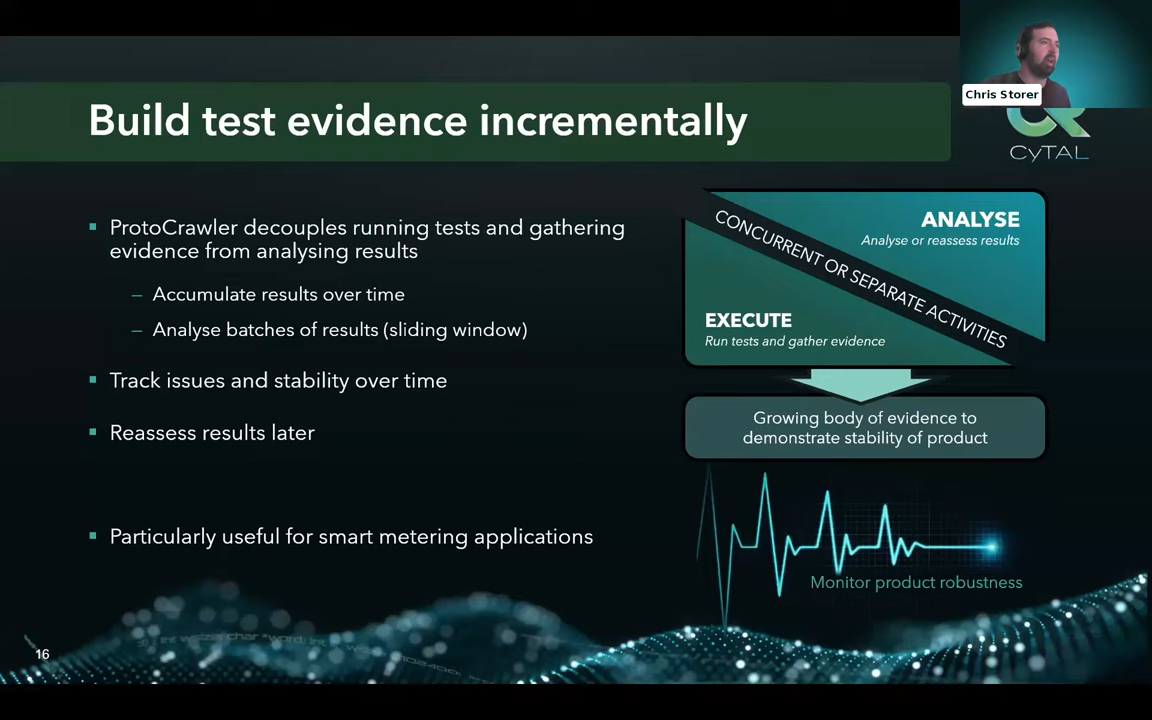 Chris Storer
Build test evidence incrementally
CyTAL
ProtoCrawler decouples running tests and gathering
evidence from analysing results
– Accumulate results over time
– Analyse batches of results (sliding window)
Track issues and stability over time
Reassess results later
Particularly useful for smart metering applications
ANALYSE
Analyse or reassess results
CONCURRENT OR SEPARATE ACTIVITIES
EXECUTE
Run tests and gather evidence
Growing body of evidence to
demonstrate stability of product
Monitor product robustness
16